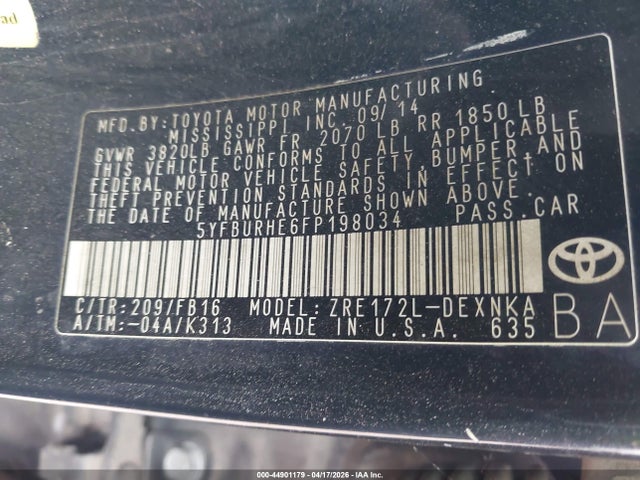 ad
MFD.BY:TOYOTA MOTOR MANUFACTURING
MISSISSIPPI, INC. 09/14
GVWR 3820LB GAWR FR 2070 LB RR 1850 LB
THIS VEHICLE CONFORMS TO ALL APPLICABLE
FEDERAL MOTOR VEHICLE SAFETY, BUMPER, AND
THEFT PREVENTION STANDARDS IN EFFECT ON
THE DATE OF MANUFACTURE SHOWN ABOVE.
5YFBURHE6FP198034 PASS.CAR
C/TR:209/FB16 MODEL:ZRE172L-DEXNKA
A/TM:-04A/K313 MADE IN U.S.A. 635
BA
000-44901179 - 04/17/2026 - IAA Inc.